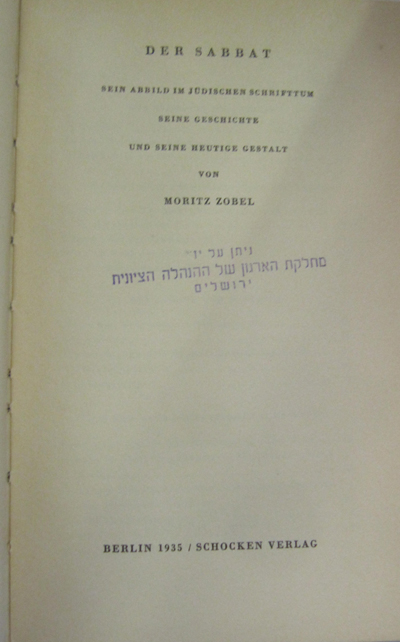 DER SABBAT
SEIN ABBILD IM JÜDISCHEN SCHRIFTTUM
SEINE GESCHICHTE
UND SEINE HEUTIGE GESTALT
VON
MORITZ ZOBEL
ניתן על יד
מחלקת הארגון של ההנהלה הציונית
ירושלים
BERLIN 1935 / SCHOCKEN VERLAG